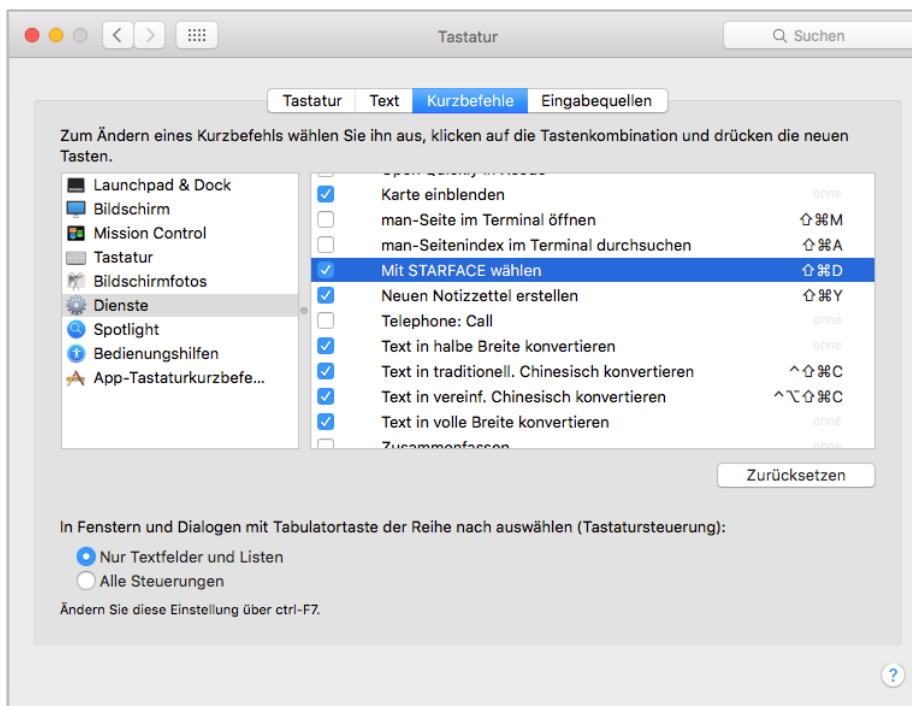 Tastatur
Suchen
Tastatur Text Kurzbefehle Eingabequellen
Zum Ändern eines Kurzbefehls wählen Sie ihn aus, klicken auf die Tastenkombination und drücken die neuen
Tasten.
Launchpad & Dock
Bildschirm
Mission Control
Tastatur
Bildschirmfotos
Dienste
Spotlight
Bedienungshilfen
App-Tastaturkurzbefe...
Karte einblenden ohne
man-Seite im Terminal öffnen ⇧⌘M
man-Seitenindex im Terminal durchsuchen ⇧⌘A
Mit STARFACE wählen ⇧⌘D
Neuen Notizzettel erstellen ⇧⌘Y
Telephone: Call ohne
Text in halbe Breite konvertieren ohne
Text in traditionell. Chinesisch konvertieren ^⇧⌘C
Text in vereinf. Chinesisch konvertieren ^⌥⇧⌘C
Text in volle Breite konvertieren ohne
Zusammenfassen ohne
Zurücksetzen
In Fenstern und Dialogen mit Tabulatortaste der Reihe nach auswählen (Tastatursteuerung):
Nur Textfelder und Listen
Alle Steuerungen
Ändern Sie diese Einstellung über ctrl-F7.
?